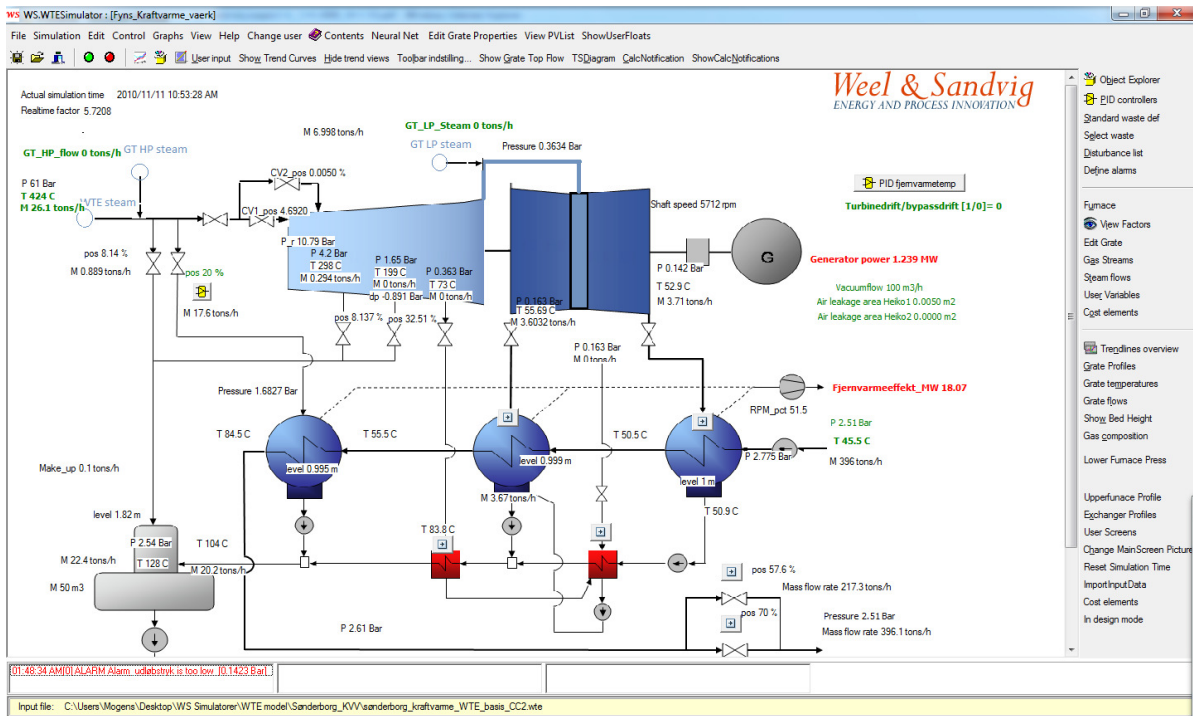 WS WS.WTESimulator : [Fyns_Kraftvarme_vaerk]
File Simulation Edit Control Graphs View Help Change user Contents Neural Net Edit Grate Properties View PVList ShowUserFloats
User input Show Trend Curves Hide trend views Toolbar indstilling... Show Grate Top Flow TSDiagram CalcNotification ShowCalcNotifications
Actual simulation time 2010/11/11 10:53:28 AM
Realtime factor 5.7208
Weel & Sandvig
ENERGY AND PROCESS INNOVATION
M 6.998 tons/h
GT_LP_Steam 0 tons/h
GT LP steam
Pressure 0.3634 Bar
GT_HP_flow 0 tons/h
GT HP steam
CV2_pos 0.0050 %
P 61 Bar
T 424 C
M 26.1 tons/h
WTE steam
CV1_pos 4.6920
PID fjernvarmetemp
Turbinedrift/bypassdrift [1/0]= 0
Shaft speed 5712 rpm
G
Generator power 1.239 MW
P_r 10.79 Bar
P 4.2 Bar
T 298 C
M 0.294 tons/h
P 1.65 Bar
T 199 C
M 0 tons/h
dp -0.891 Bar
P 0.363 Bar
T 73 C
M 0 tons/h
pos 8.14 %
M 0.889 tons/h
pos 20 %
M 17.6 tons/h
P 0.142 Bar
T 52.9 C
M 3.71 tons/h
Vacuumflow 100 m3/h
Air leakage area Heiko1 0.0050 m2
Air leakage area Heiko2 0.0000 m2
P 0.163 Bar
T 55.69 C
M 3.6032 tons/h
pos 8.137 %
pos 32.51 %
P 0.163 Bar
M 0 tons/h
Pressure 1.6827 Bar
Fjernvarmeeffekt_MW 18.07
RPM_pct 51.5
P 2.51 Bar
T 45.5 C
P 2.775 Bar
M 396 tons/h
T 84.5 C
T 55.5 C
T 50.5 C
level 0.995 m
level 0.999 m
level 1 m
Make_up 0.1 tons/h
M 3.67 tons/h
T 50.9 C
level 1.82 m
P 2.54 Bar
T 128 C
T 104 C
T 83.8 C
M 22.4 tons/h
M 20.2 tons/h
M 50 m3
pos 57.6 %
Mass flow rate 217.3 tons/h
pos 70 %
Pressure 2.51 Bar
Mass flow rate 396.1 tons/h
P 2.61 Bar
Object Explorer
PID controllers
Standard waste def
Select waste
Disturbance list
Define alarms
Furnace
View Factors
Edit Grate
Gas Streams
Steam flows
User Variables
Cost elements
Trendlines overview
Grate Profiles
Grate temperatures
Grate flows
Show Bed Height
Gas composition
Lower Furnace Press
Upperfunace Profile
Exchanger Profiles
User Screens
Change MainScreen Picture
Reset Simulation Time
ImportInputData
Cost elements
In design mode
01:48:34 AM[0] ALARM Alarm udløbstryk is too low [0.1423 Bar]
Input file: C:\Users\Mogens\Desktop\WS Simulatorer\WTE model\Sønderborg_KVV\sønderborg_kraftvarme_WTE_basis_CC2.wte